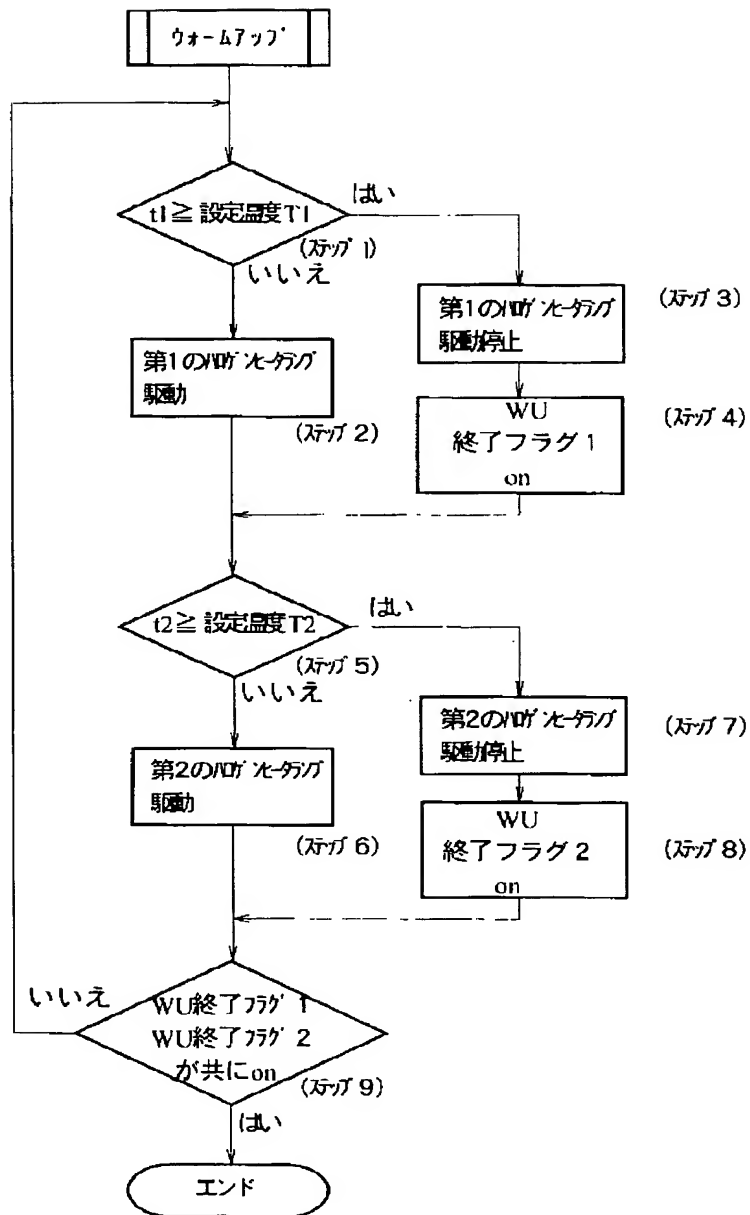 ウォームアップ
t1≧設定温度T1
はい
(ステップ 1)
いいえ
第1のハロゲンヒータランプ
駆動
(ステップ 2)
第1のハロゲンヒータランプ
駆動停止
(ステップ 3)
WU
終了フラグ 1
on
(ステップ 4)
t2≧設定温度T2
はい
(ステップ 5)
いいえ
第2のハロゲンヒータランプ
駆動
(ステップ 6)
第2のハロゲンヒータランプ
駆動停止
(ステップ 7)
WU
終了フラグ 2
on
(ステップ 8)
いいえ
WU終了フラグ 1
WU終了フラグ 2
が共にon
(ステップ 9)
はい
エンド